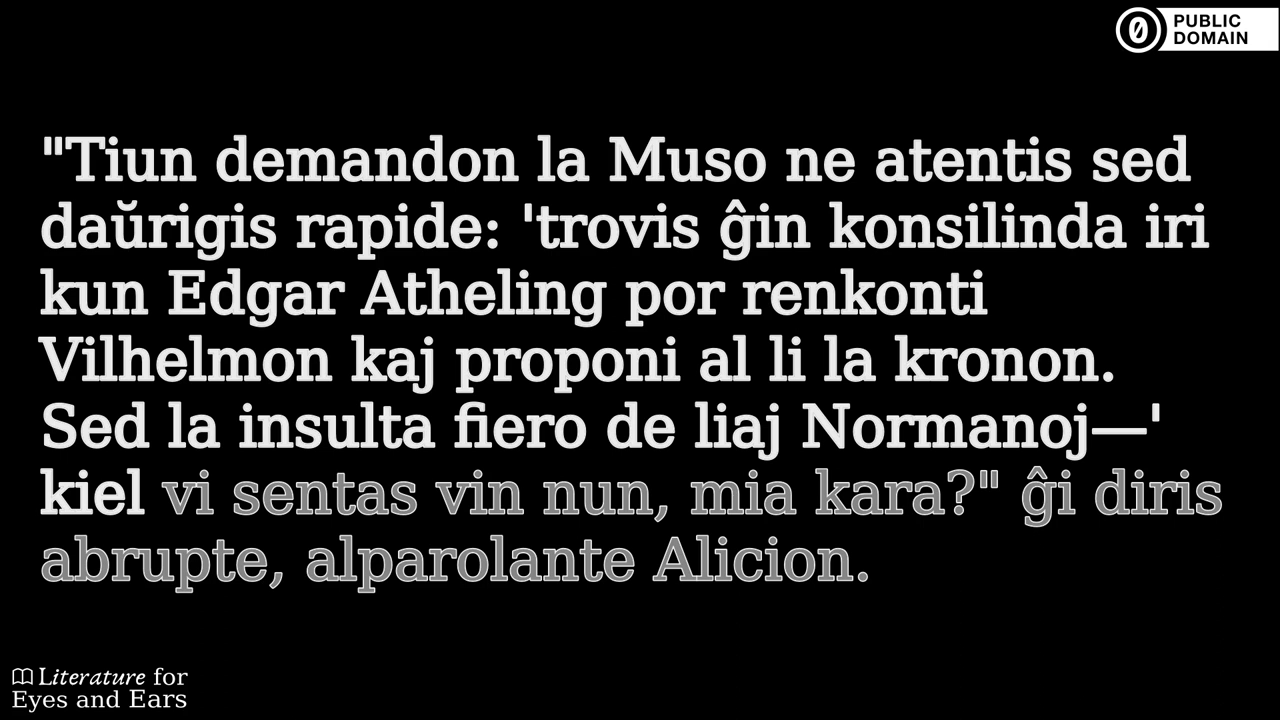 PUBLIC
DOMAIN
"Tiun demandon la Muso ne atentis sed
daŭrigis rapide: 'trovis ĝin konsilinda iri
kun Edgar Atheling por renkonti
Vilhelmon kaj proponi al li la kronon.
Sed la insulta fiero de liaj Normanoj—'
kiel vi sentas vin nun, mia kara?" ĝi diris
abrupte, alparolante Alicion.
Literature for
Eyes and Ears